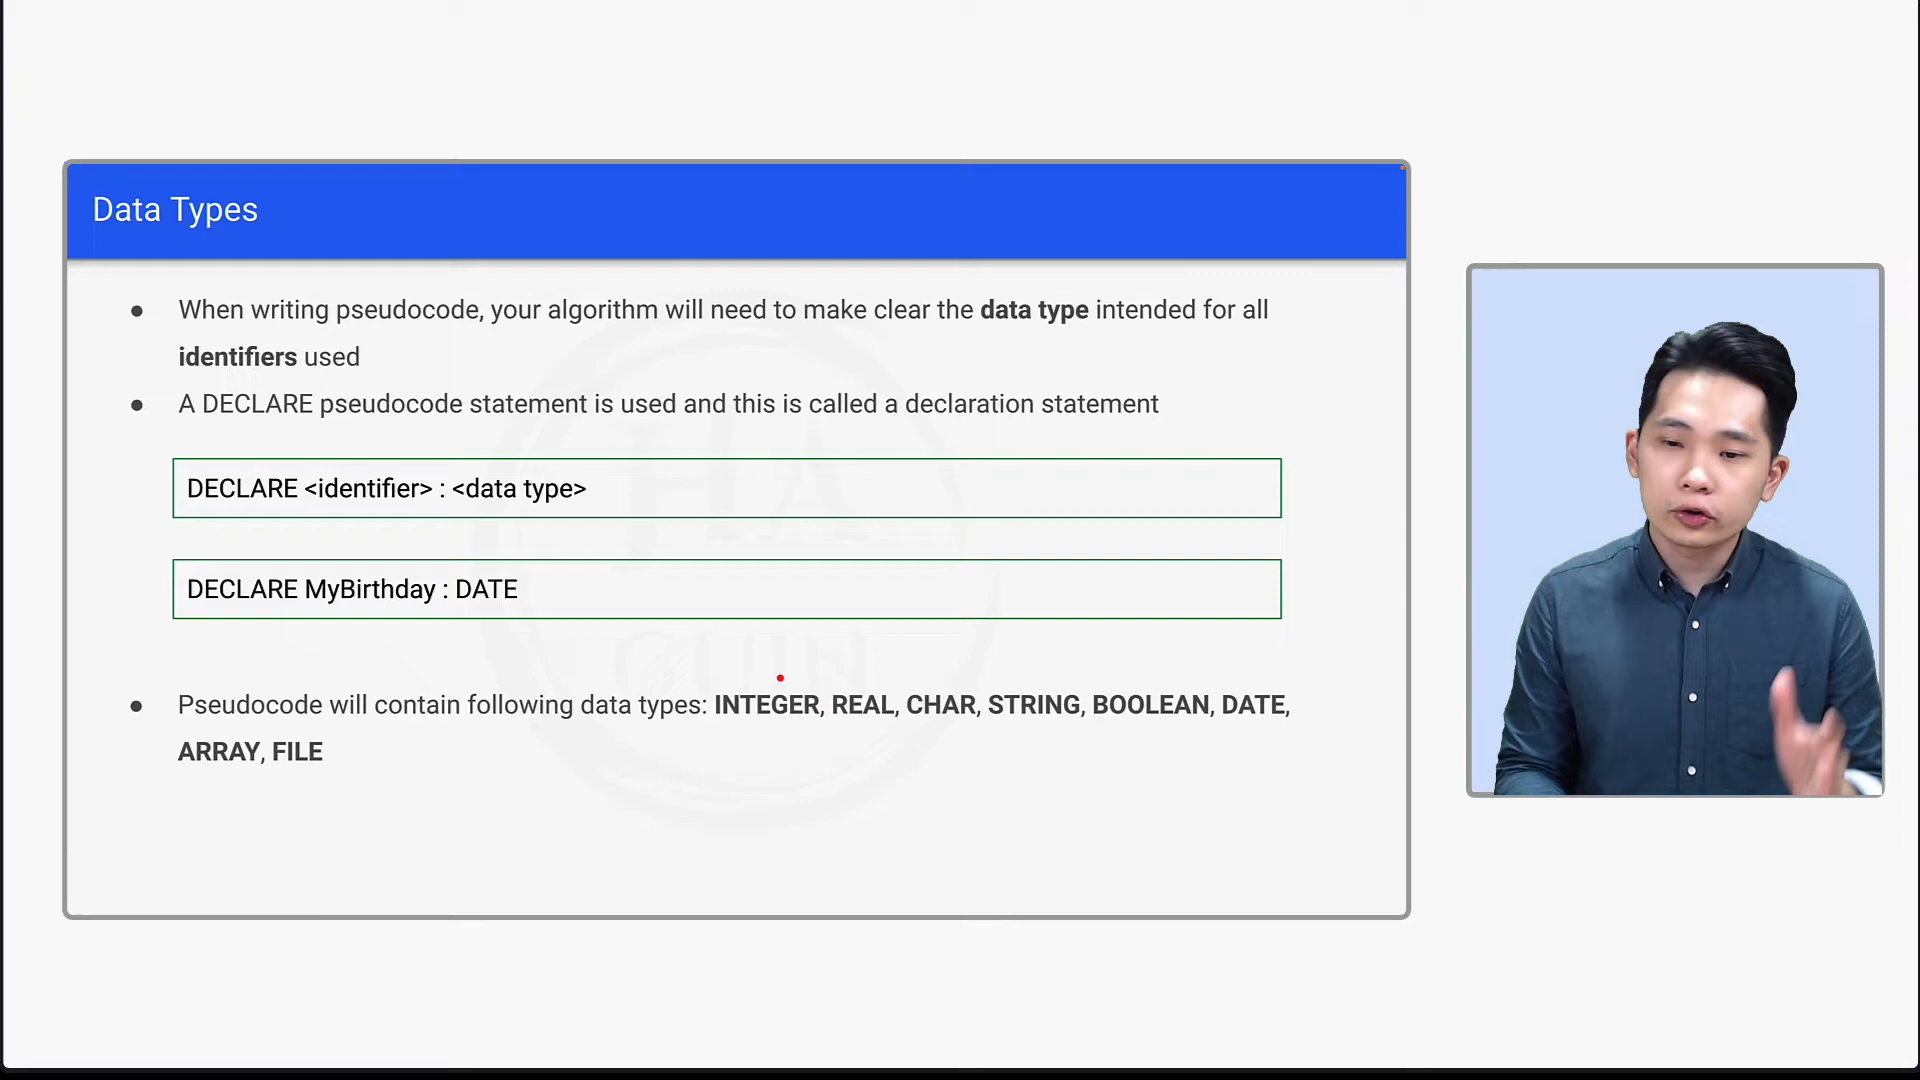 Data Types
● When writing pseudocode, your algorithm will need to make clear the data type intended for all
identifiers used
● A DECLARE pseudocode statement is used and this is called a declaration statement
DECLARE <identifier> : <data type>
DECLARE MyBirthday : DATE
● Pseudocode will contain following data types: INTEGER, REAL, CHAR, STRING, BOOLEAN, DATE,
ARRAY, FILE